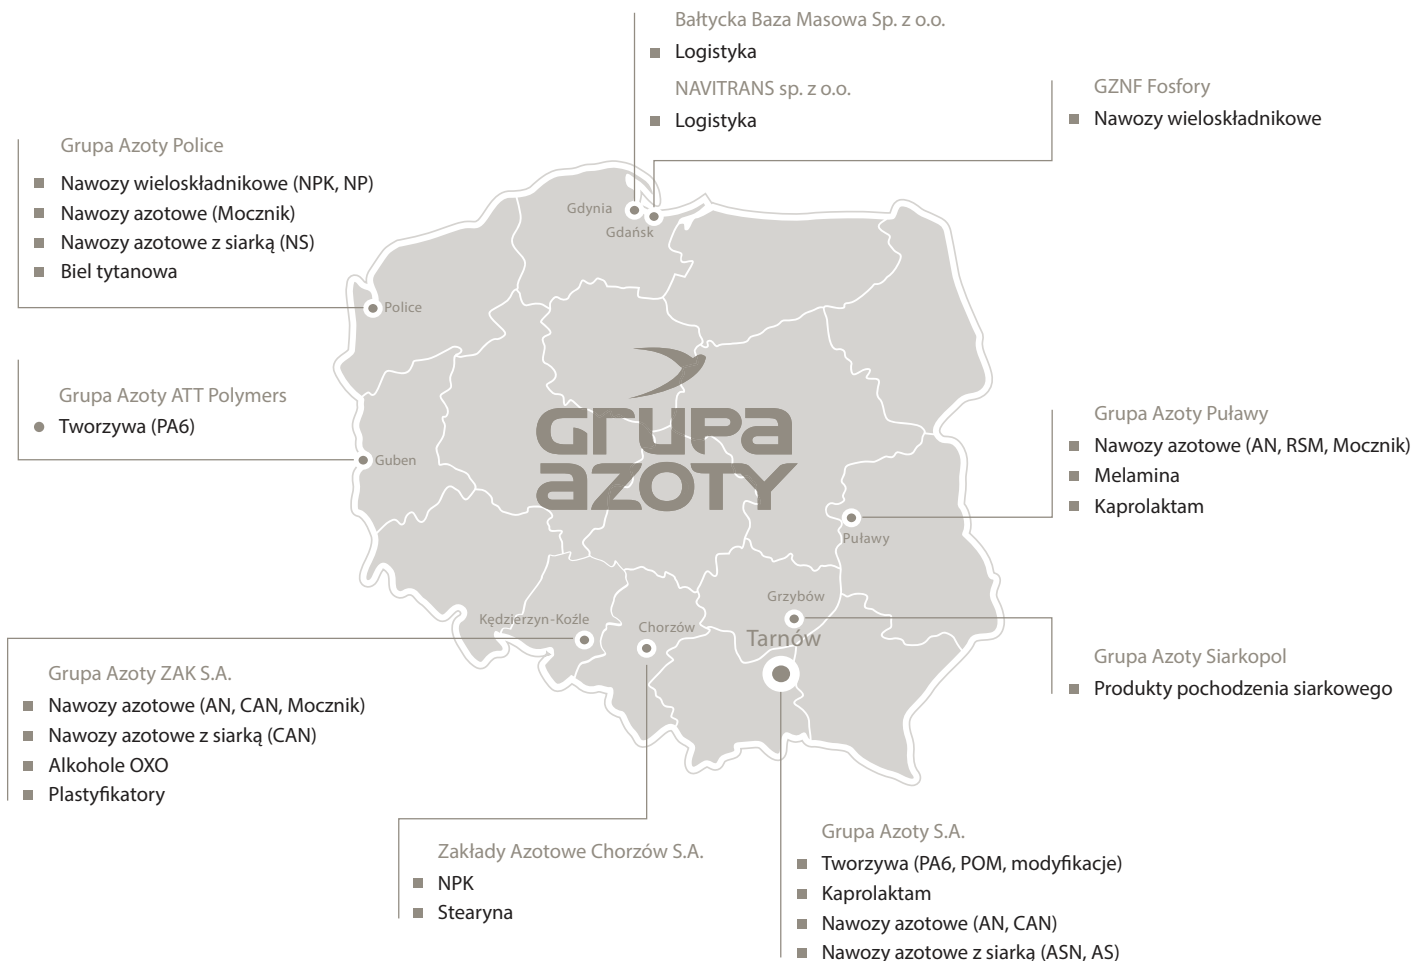 Bałtycka Baza Masowa Sp. z o.o.
Logistyka
NAVITRANS sp. z o.o.
Logistyka
GZNF Fosfory
Nawozy wieloskładnikowe
Grupa Azoty Police
Nawozy wieloskładnikowe (NPK, NP)
Nawozy azotowe (Mocznik)
Nawozy azotowe z siarką (NS)
Biel tytanowa
Gdynia
Gdańsk
Police
Grupa Azoty ATT Polymers
Tworzywa (PA6)
Guben
GRUPA
AZOTY
Grupa Azoty Puławy
Nawozy azotowe (AN, RSM, Mocznik)
Melamina
Kaprolaktam
Puławy
Grzybów
Kędzierzyn-Koźle
Chorzów
Tarnów
Grupa Azoty Siarkopol
Produkty pochodzenia siarkowego
Grupa Azoty ZAK S.A.
Nawozy azotowe (AN, CAN, Mocznik)
Nawozy azotowe z siarką (CAN)
Alkohole OXO
Plastyfikatory
Zakłady Azotowe Chorzów S.A.
NPK
Stearyna
Grupa Azoty S.A.
Tworzywa (PA6, POM, modyfikacje)
Kaprolaktam
Nawozy azotowe (AN, CAN)
Nawozy azotowe z siarką (ASN, AS)